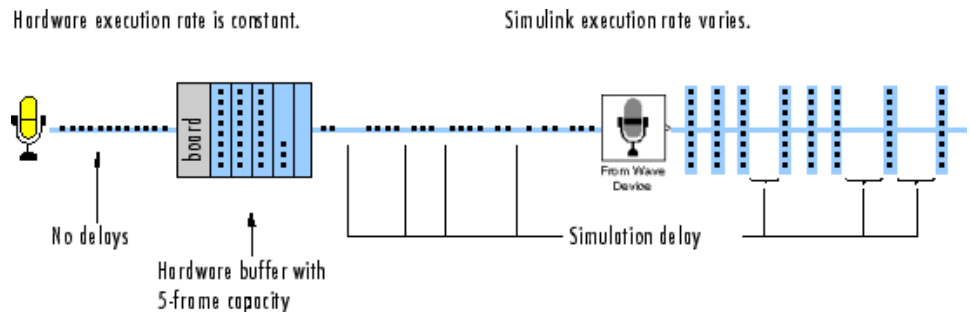 Hardware execution rate is constant.
Simulink execution rate varies.
board
From Wave
Device
No delays
Simulation delay
Hardware buffer with
5-frame capacity